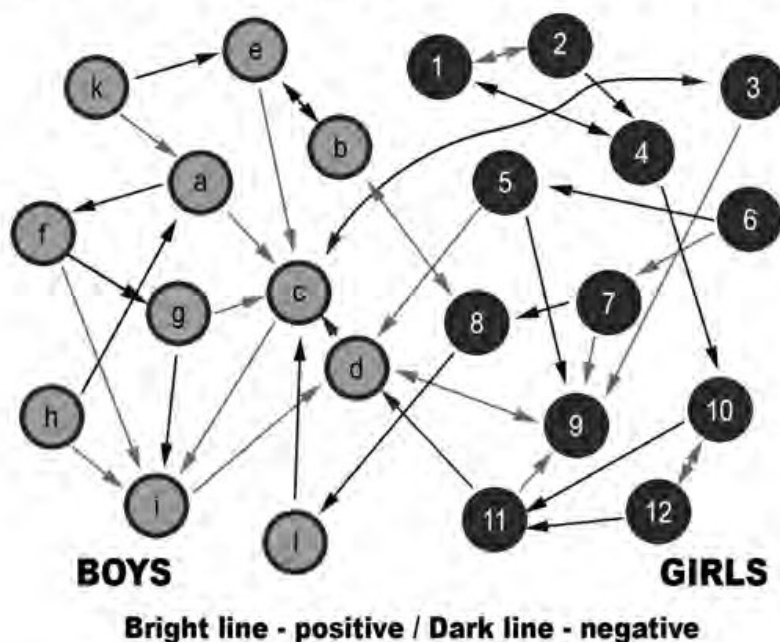 e
2
k
1
3
b
4
a
5
6
f
c
7
g
8
d
h
9
10
i
l
11
12
BOYS
GIRLS
Bright line - positive / Dark line - negative